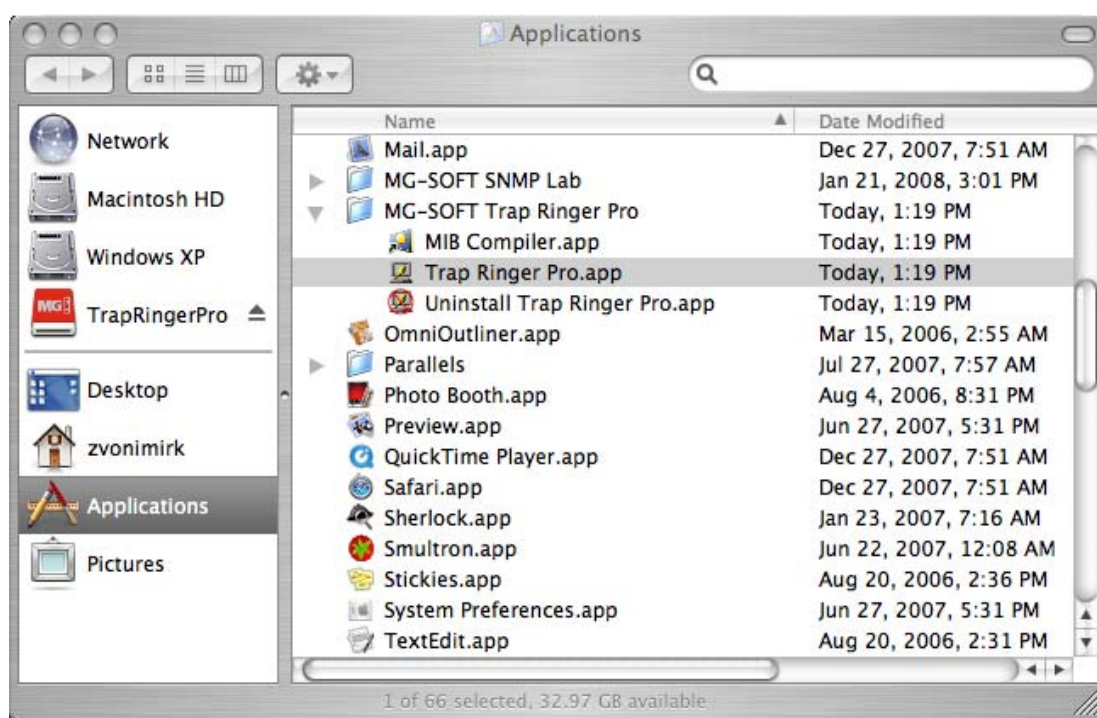 Applications
Name Date Modified
Network
Macintosh HD
Windows XP
MG
TrapRingerPro
Desktop
zvonimirk
Applications
Pictures
Mail.app Dec 27, 2007, 7:51 AM
MG-SOFT SNMP Lab Jan 21, 2008, 3:01 PM
MG-SOFT Trap Ringer Pro Today, 1:19 PM
MIB Compiler.app Today, 1:19 PM
Trap Ringer Pro.app Today, 1:19 PM
Uninstall Trap Ringer Pro.app Today, 1:19 PM
OmniOutliner.app Mar 15, 2006, 2:55 AM
Parallels Jul 27, 2007, 7:57 AM
Photo Booth.app Aug 4, 2006, 8:31 PM
Preview.app Jun 27, 2007, 5:31 PM
QuickTime Player.app Dec 27, 2007, 7:51 AM
Safari.app Dec 27, 2007, 7:51 AM
Sherlock.app Jan 23, 2007, 7:16 AM
Smultron.app Jun 22, 2007, 12:08 AM
Stickies.app Aug 20, 2006, 2:36 PM
System Preferences.app Jun 27, 2007, 5:31 PM
TextEdit.app Aug 20, 2006, 2:31 PM
1 of 66 selected, 32.97 GB available